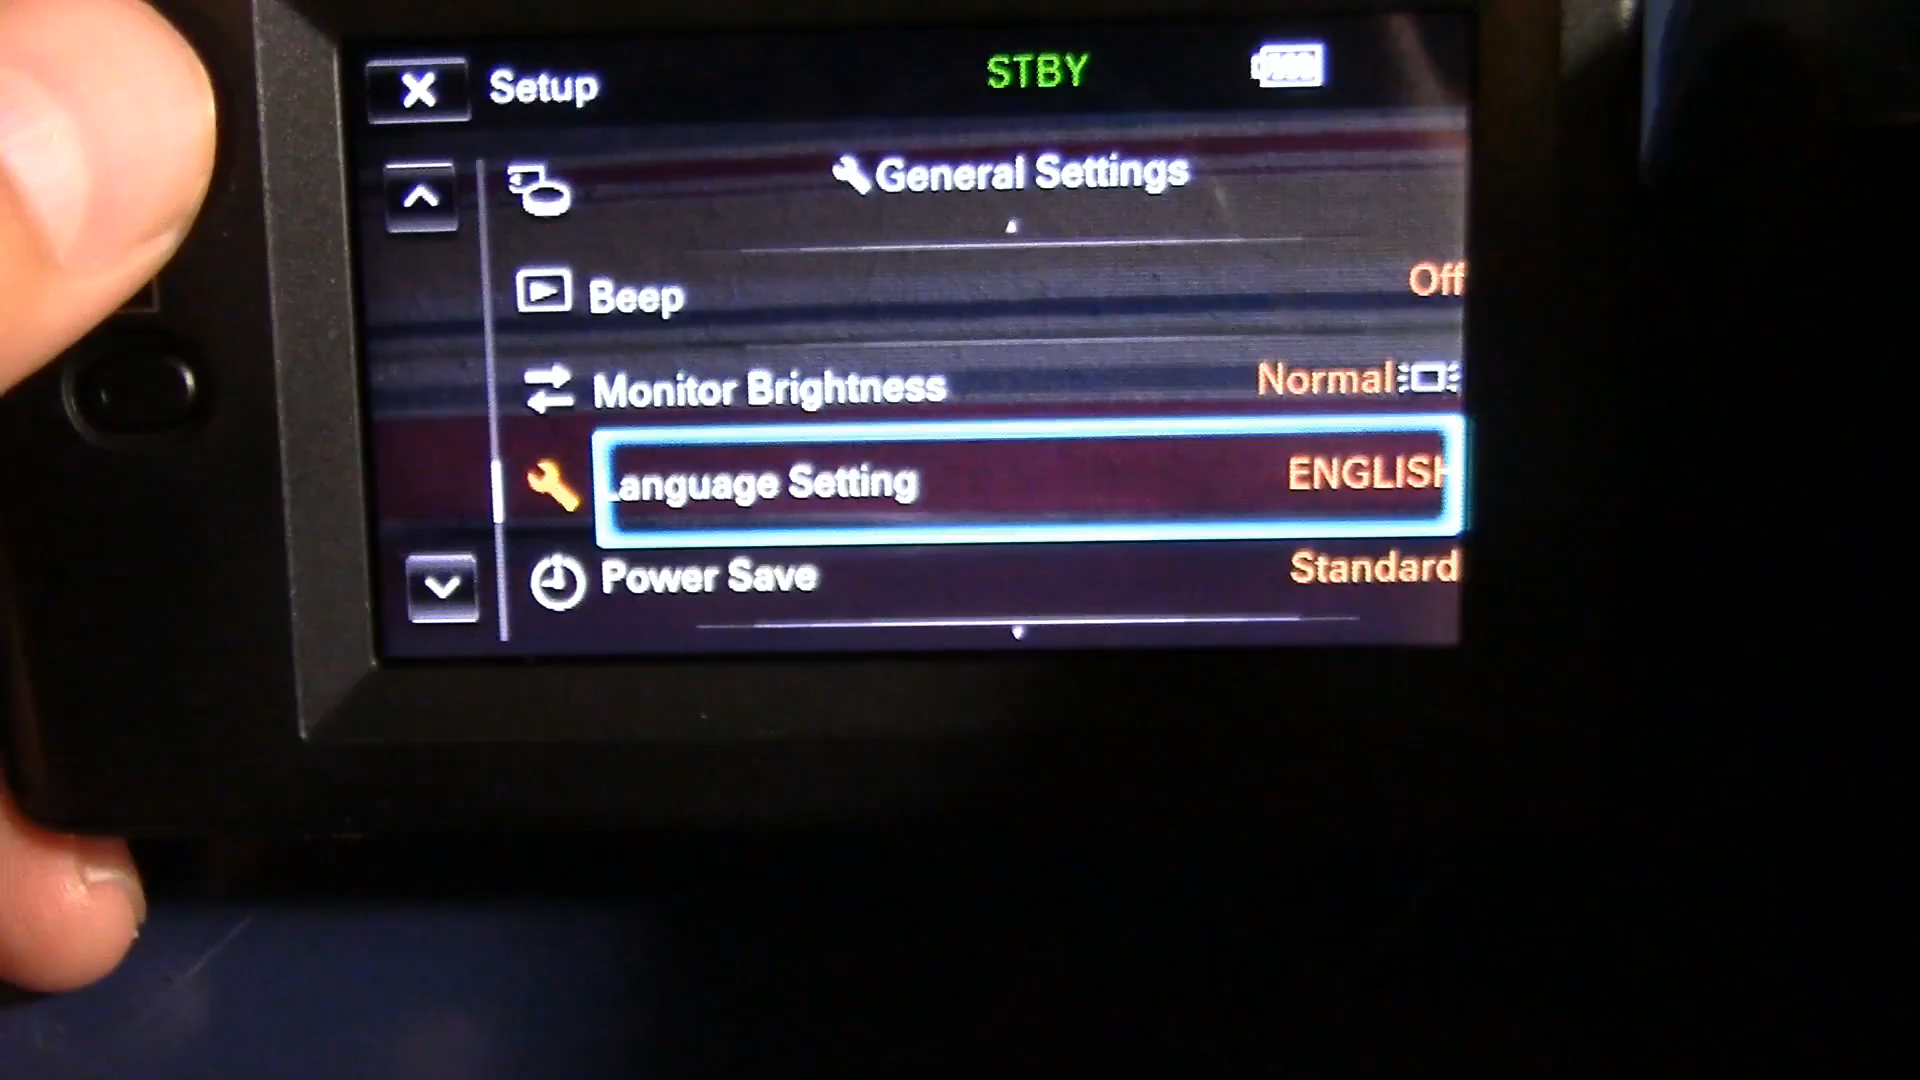 Setup STBY
General Settings
Beep Off
Monitor Brightness Normal
Language Setting ENGLISH
Power Save Standard